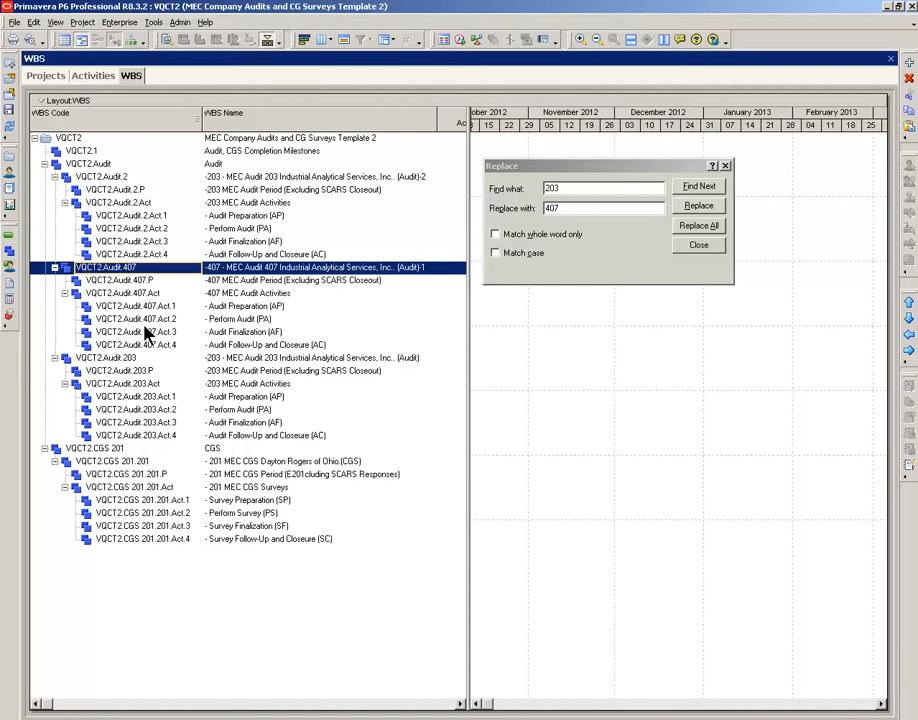 Primavera P6 Professional R8.3.2 : VQCT2 (MEC Company Audits and CG Surveys Template 2)
File Edit View Project Enterprise Tools Admin Help
WBS
Projects Activities WBS
Layout:WBS
WBS Code WBS Name Ac
ober 2012 November 2012 December 2012 January 2013 February 2013
15 22 29 05 12 19 26 03 10 17 24 31 07 14 21 28 04 11 18 25
VQCT2 MEC Company Audits and CG Surveys Template 2
VQCT2.1 Audit, CGS Completion Milestones
VQCT2.Audit Audit
VQCT2.Audit.2 -203 - MEC Audit 203 Industrial Analytical Services, Inc.. (Audit)-2
VQCT2.Audit.2.P -203 MEC Audit Period (Excluding SCARS Closeout)
VQCT2.Audit.2.Act -203 MEC Audit Activities
VQCT2.Audit.2.Act.1 - Audit Preparation (AP)
VQCT2.Audit.2.Act.2 - Perform Audit (PA)
VQCT2.Audit.2.Act.3 - Audit Finalization (AF)
VQCT2.Audit.2.Act.4 - Audit Follow-Up and Closeure (AC)
VQCT2.Audit.407 -407 - MEC Audit 407 Industrial Analytical Services, Inc.. (Audit)-1
VQCT2.Audit.407.P -407 MEC Audit Period (Excluding SCARS Closeout)
VQCT2.Audit.407.Act -407 MEC Audit Activities
VQCT2.Audit.407.Act.1 - Audit Preparation (AP)
VQCT2.Audit.407.Act.2 - Perform Audit (PA)
VQCT2.Audit.407.Act.3 - Audit Finalization (AF)
VQCT2.Audit.407.Act.4 - Audit Follow-Up and Closeure (AC)
VQCT2.Audit.203 -203 - MEC Audit 203 Industrial Analytical Services, Inc.. (Audit)
VQCT2.Audit.203.P -203 MEC Audit Period (Excluding SCARS Closeout)
VQCT2.Audit.203.Act -203 MEC Audit Activities
VQCT2.Audit.203.Act.1 - Audit Preparation (AP)
VQCT2.Audit.203.Act.2 - Perform Audit (PA)
VQCT2.Audit.203.Act.3 - Audit Finalization (AF)
VQCT2.Audit.203.Act.4 - Audit Follow-Up and Closeure (AC)
VQCT2.CGS 201 CGS
VQCT2.CGS 201.201 - 201 MEC CGS Dayton Rogers of Ohio.(CGS)
VQCT2.CGS 201.201.P - 201 MEC CGS Period (E201cluding SCARS Responses)
VQCT2.CGS 201.201.Act - 201 MEC CGS Surveys
VQCT2.CGS 201.201.Act.1 - Survey Preparation (SP)
VQCT2.CGS 201.201.Act.2 - Perform Survey (PS)
VQCT2.CGS 201.201.Act.3 - Survey Finalization (SF)
VQCT2.CGS 201.201.Act.4 - Survey Follow-Up and Closeure (SC)
Replace
Find what: 203 Find Next
Replace with: 407 Replace
Match whole word only Replace All
Match case Close